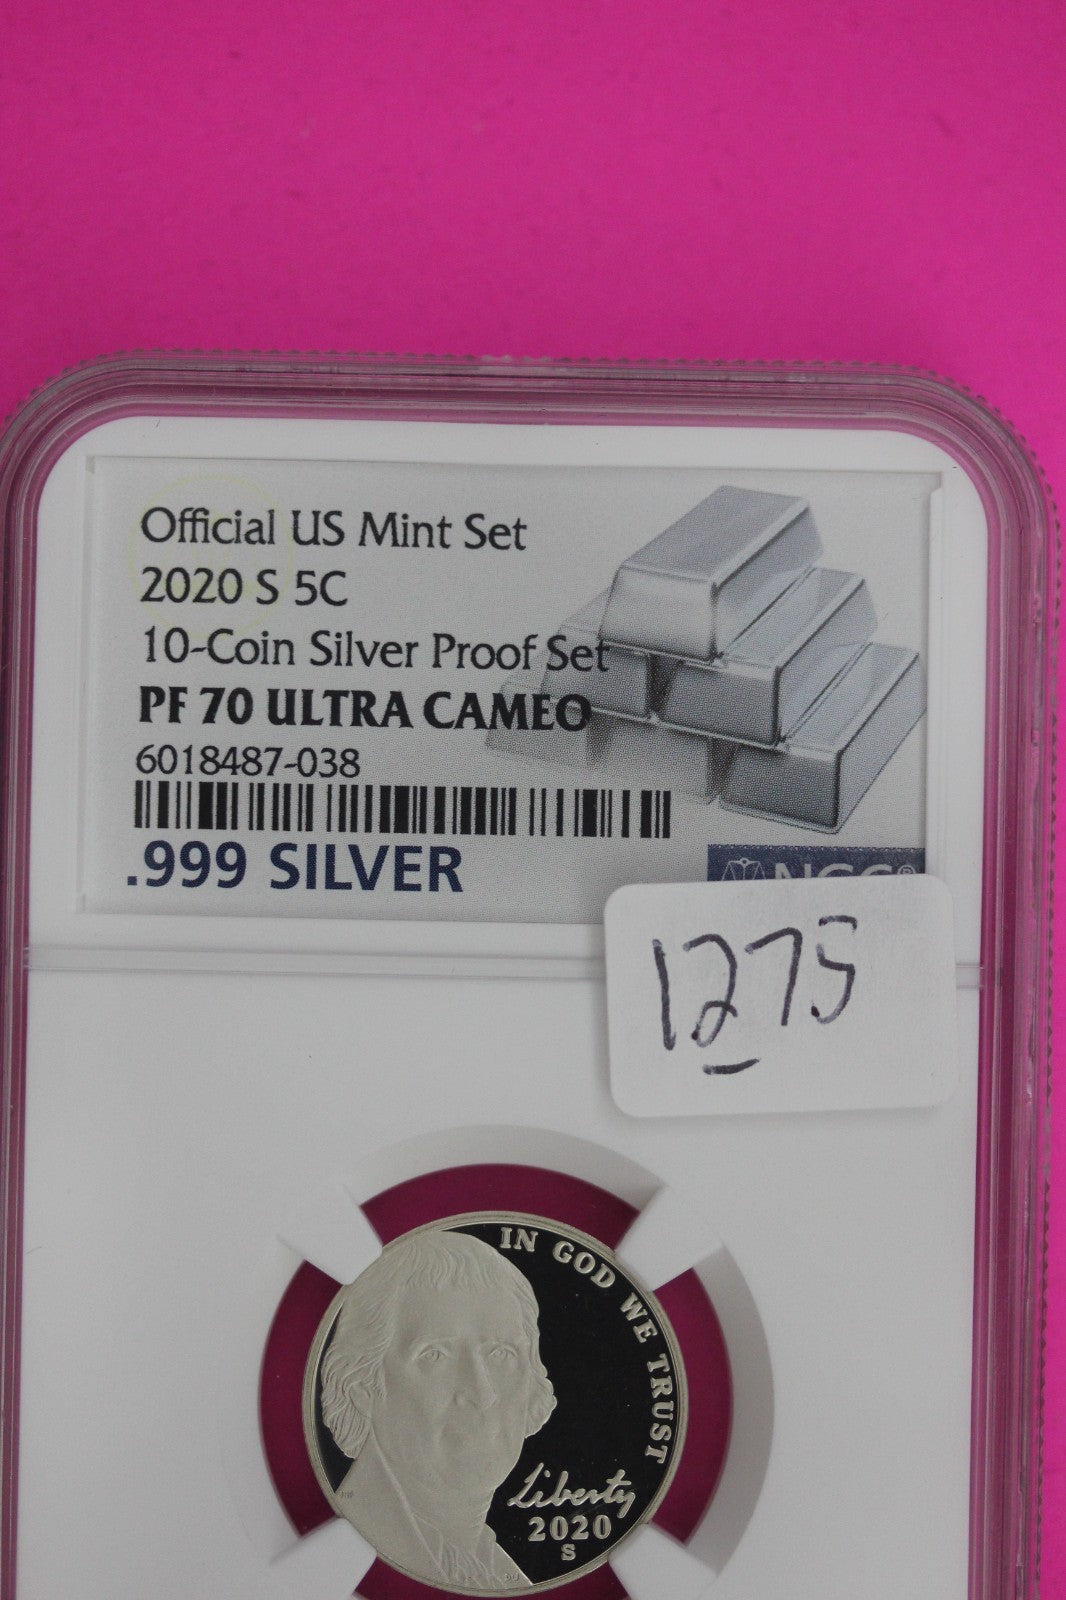 Official US Mint Set
2020 S 5C
10-Coin Silver Proof Set
PF 70 ULTRA CAMEO
6018487-038
.999 SILVER
NGC®
1275
IN GOD WE TRUST
Liberty
2020
S